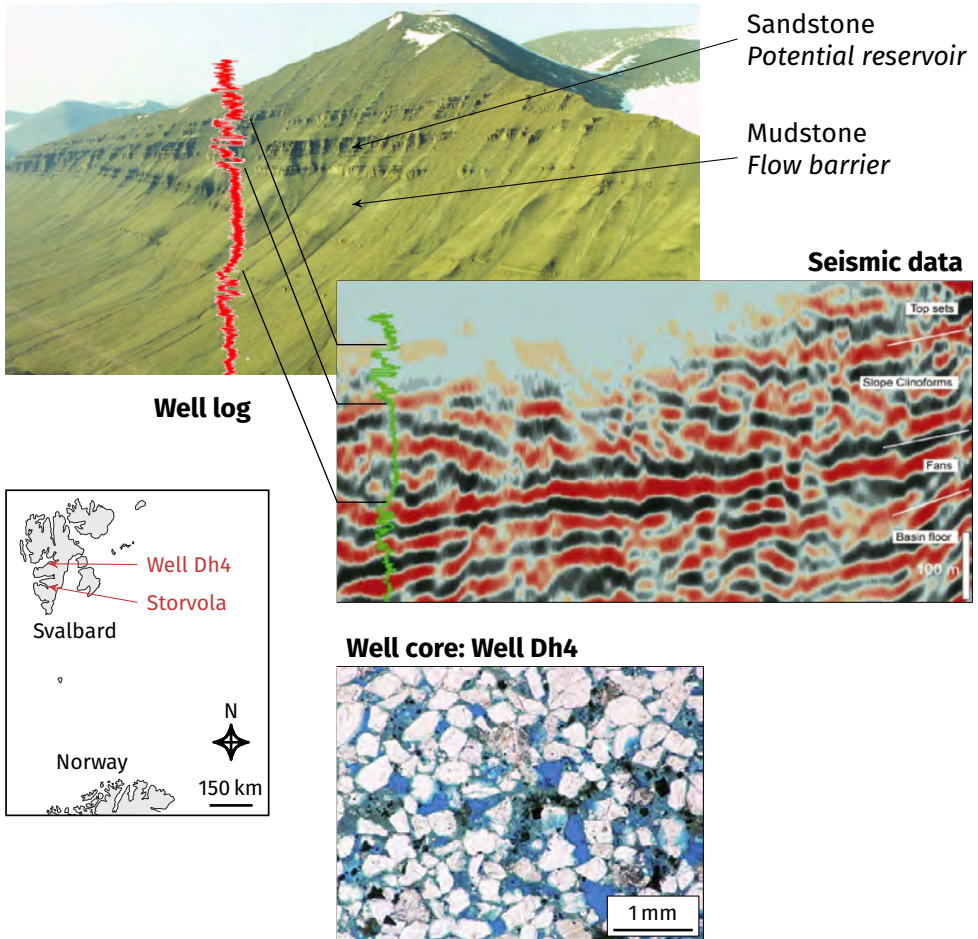 Sandstone
Potential reservoir
Mudstone
Flow barrier
Seismic data
Top sets
Slope Clinoforms
Fans
Basin floor
100 m
Well log
Well Dh4
Storvola
Svalbard
N
Norway
150 km
Well core: Well Dh4
1 mm